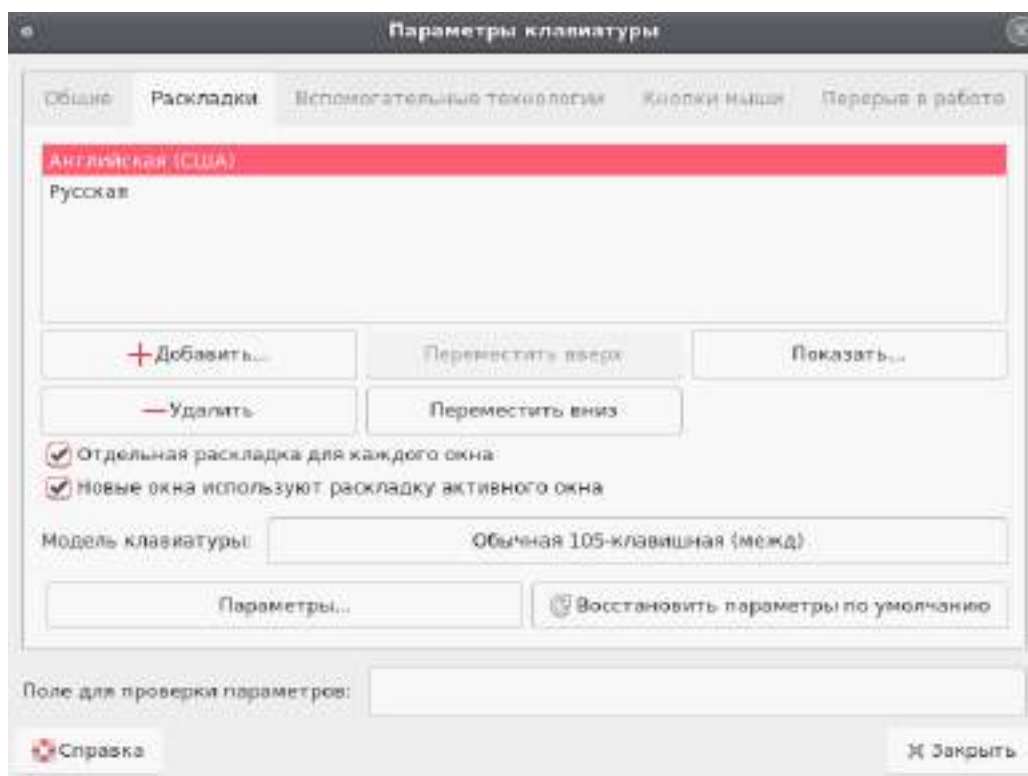 Параметры клавиатуры
Общие Раскладки Вспомогательные технологии Кнопки мыши Перерыв в работе
Английская (США)
Русская
Добавить... Переместить вверх Показать...
Удалить Переместить вниз
Отдельная раскладка для каждого окна
Новые окна используют раскладку активного окна
Модель клавиатуры: Обычная 105-клавишная (межд)
Параметры... Восстановить параметры по умолчанию
Поле для проверки параметров:
Справка Закрыть